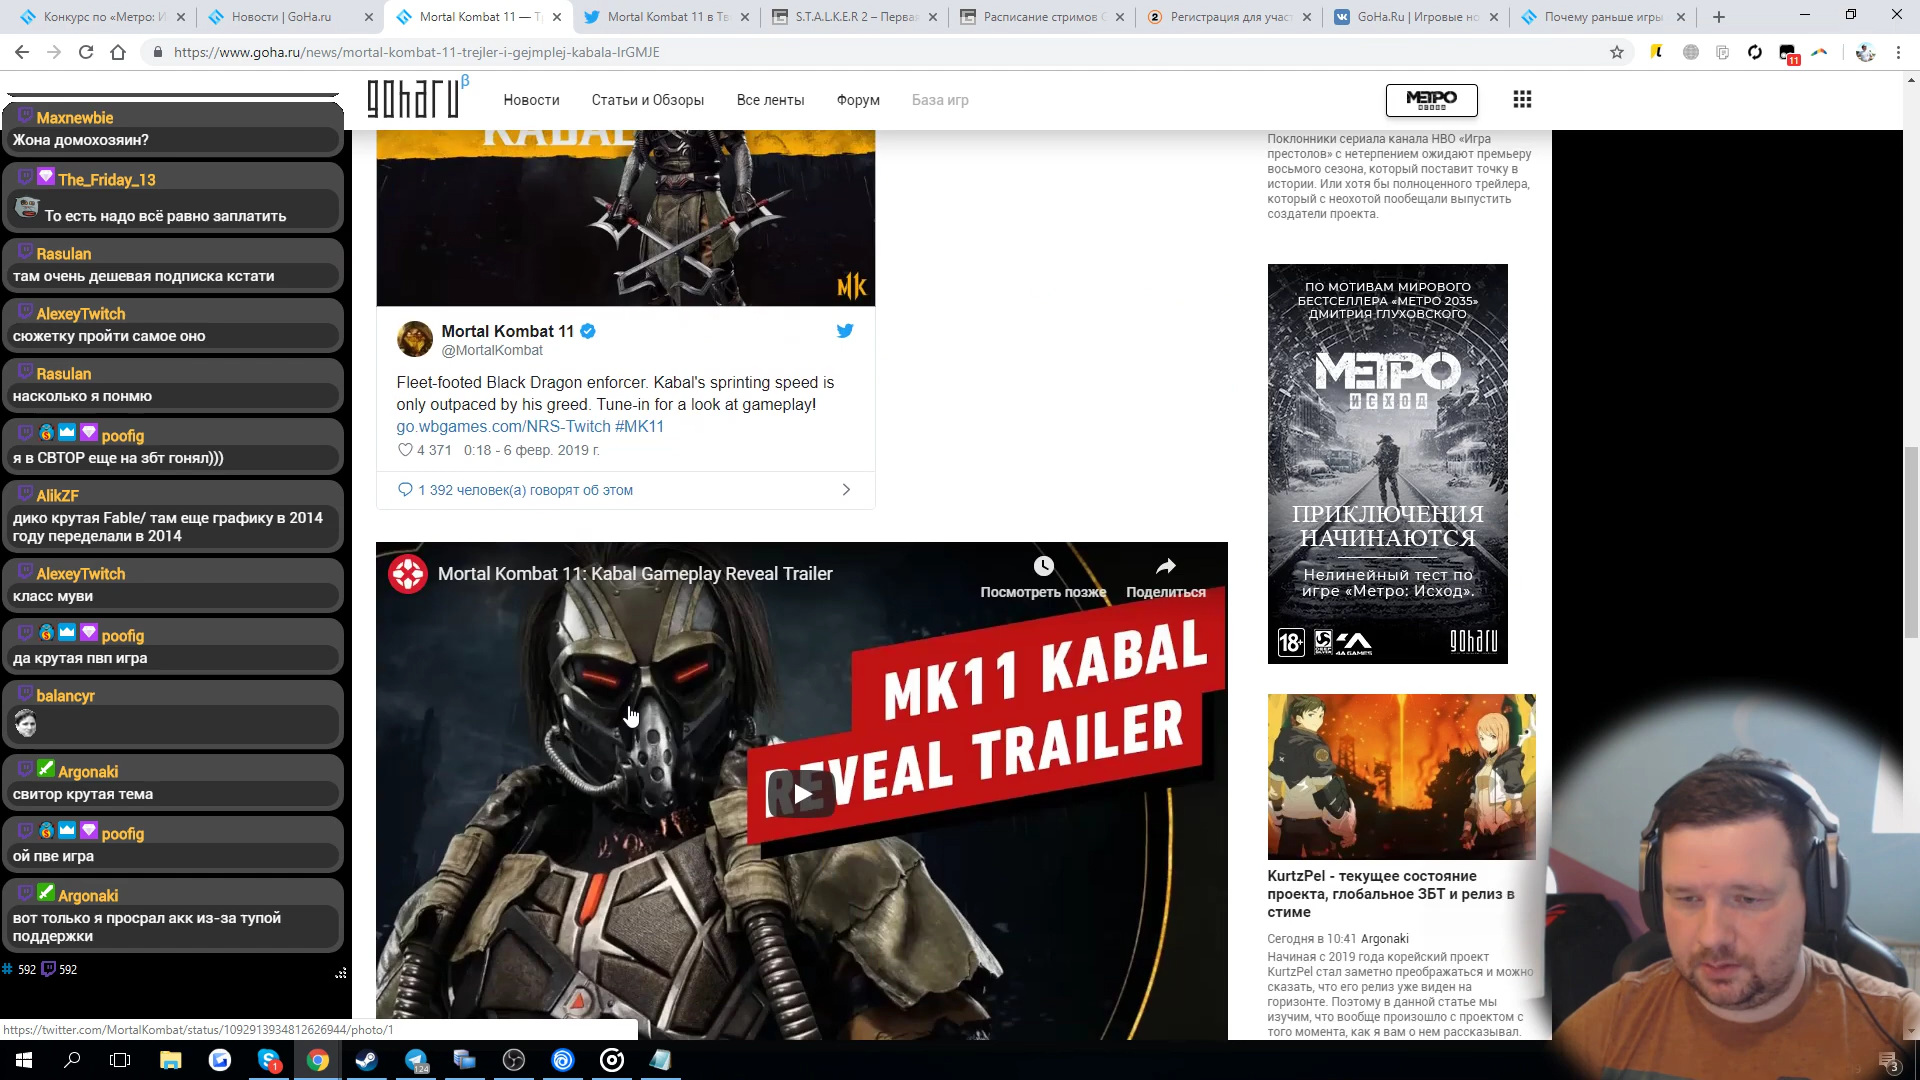 Конкурс по «Метро: И
Новости | GoHa.ru
Mortal Kombat 11 — Т
Mortal Kombat 11 в Тв
S.T.A.L.K.E.R 2 – Первая
Расписание стримов G
Регистрация для участ
GoHa.Ru | Игровые но
Почему раньше игры
https://www.goha.ru/news/mortal-kombat-11-trejler-i-gejmplej-kabala-lrGMJE
11
Maxnewbie
Жона домохозяин?
The_Friday_13
То есть надо всё равно заплатить
Rasulan
там очень дешевая подписка кстати
AlexeyTwitch
сюжетку пройти самое оно
Rasulan
насколько я понмю
poofig
я в СВТОР еще на збт гонял)))
AlikZF
дико крутая Fable/ там еще графику в 2014
году переделали в 2014
AlexeyTwitch
класс муви
poofig
да крутая пвп игра
balancyr
Argonaki
свитор крутая тема
poofig
ой пве игра
Argonaki
вот только я просрал акк из-за тупой
поддержки
592 592
goharu β
Новости
Статьи и Обзоры
Все ленты
Форум
База игр
МЕТРО
ИСХОД
KABAL
MK
Mortal Kombat 11
@MortalKombat
Fleet-footed Black Dragon enforcer. Kabal's sprinting speed is
only outpaced by his greed. Tune-in for a look at gameplay!
go.wbgames.com/NRS-Twitch #MK11
4 371 0:18 - 6 февр. 2019 г.
1 392 человек(а) говорят об этом
Mortal Kombat 11: Kabal Gameplay Reveal Trailer
Посмотреть позже
Поделиться
MK11 KABAL
REVEAL TRAILER
Поклонники сериала канала HBO «Игра
престолов» с нетерпением ожидают премьеру
восьмого сезона, который поставит точку в
истории. Или хотя бы полноценного трейлера,
который с неохотой пообещали выпустить
создатели проекта.
ПО МОТИВАМ МИРОВОГО
БЕСТСЕЛЛЕРА «МЕТРО 2035»
ДМИТРИЯ ГЛУХОВСКОГО
МЕТРО
ИСХОД
ПРИКЛЮЧЕНИЯ
НАЧИНАЮТСЯ
Нелинейный тест по
игре «Метро: Исход».
18+
4A GAMES
goharu
KurtzPel - текущее состояние
проекта, глобальное ЗБТ и релиз в
стиме
Сегодня в 10:41 Argonaki
Начиная с 2019 года корейский проект
KurtzPel стал заметно преображаться и можно
сказать, что его релиз уже виден на
горизонте. Поэтому в данной статье мы
изучим, что вообще произошло с проектом с
того момента, как я вам о нем рассказывал.
https://twitter.com/MortalKombat/status/1092913934812626944/photo/1
1
124
3